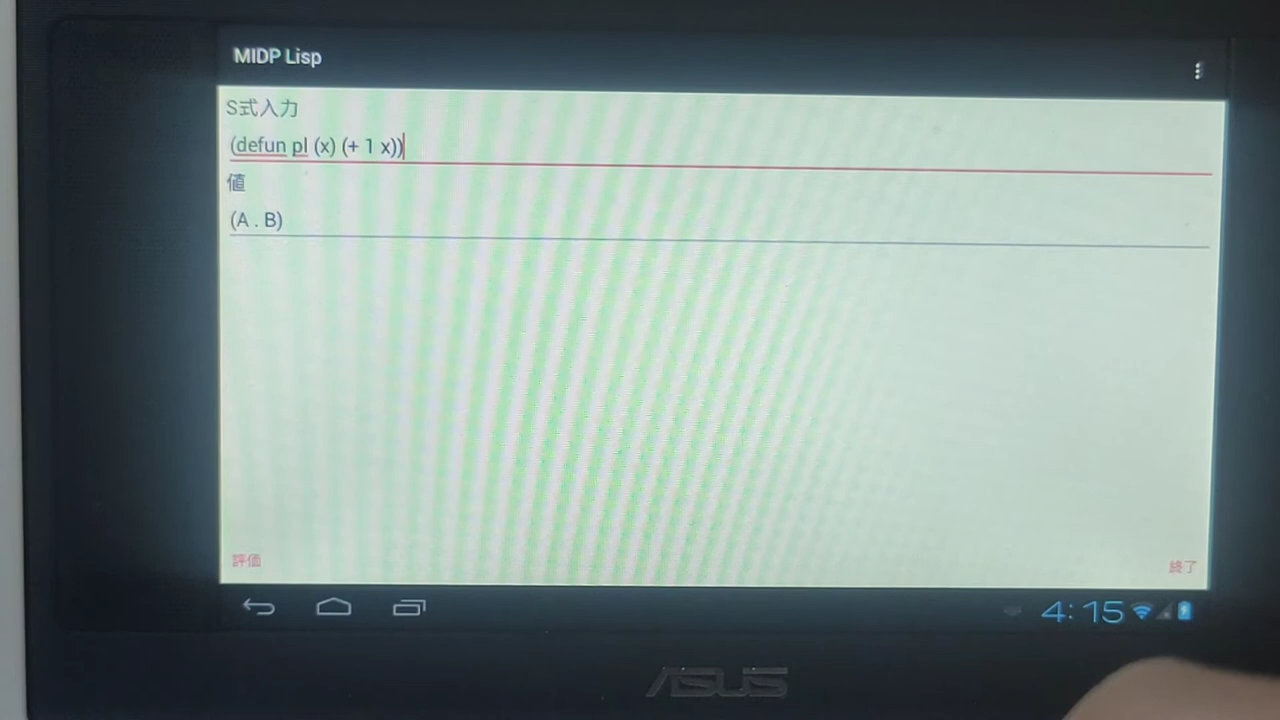 MIDP Lisp
S式入力
(defun pl (x) (+ 1 x))
値
(A . B)
評価
終了
4:15
ASUS